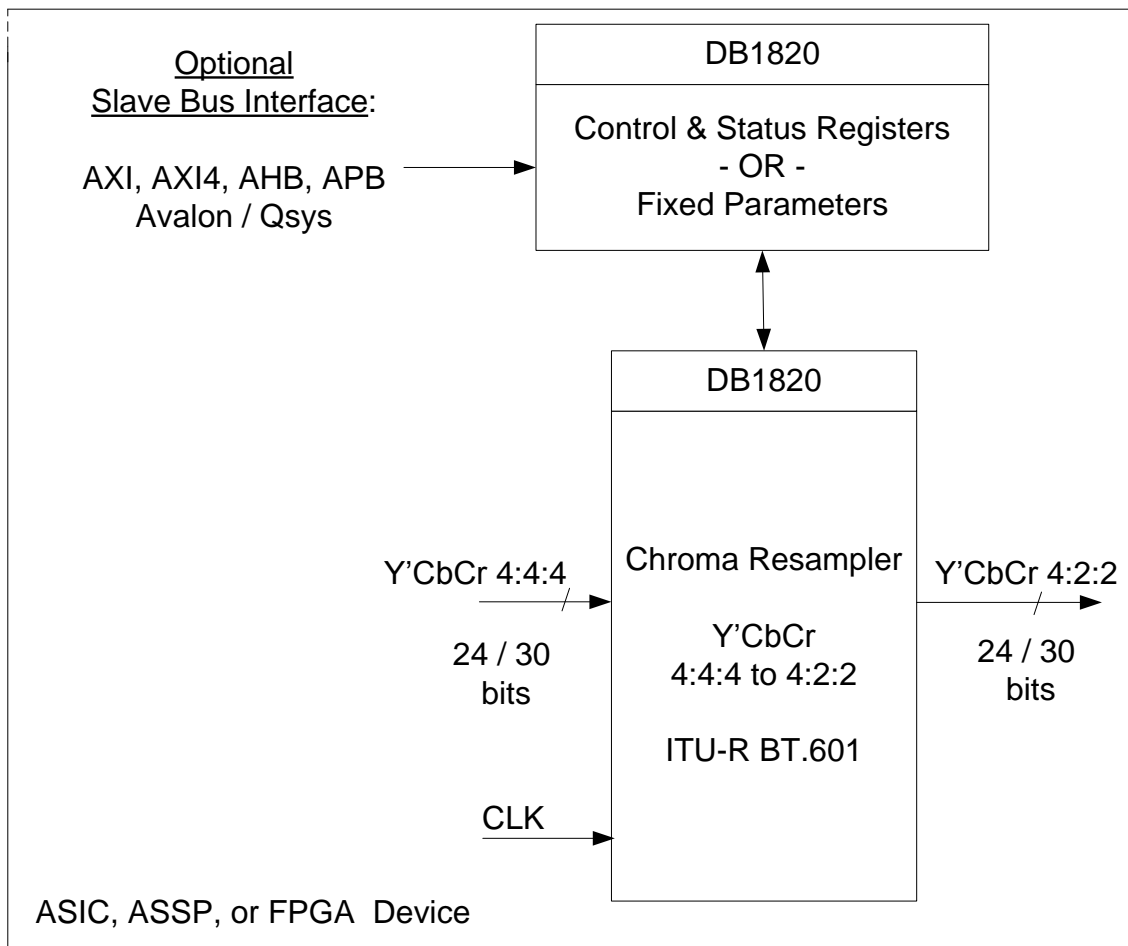 Optional
Slave Bus Interface:
AXI, AXI4, AHB, APB
Avalon / Qsys
DB1820
Control & Status Registers
- OR -
Fixed Parameters
DB1820
Chroma Resampler
Y’CbCr
4:4:4 to 4:2:2
ITU-R BT.601
Y’CbCr 4:4:4
24 / 30
bits
CLK
Y’CbCr 4:2:2
24 / 30
bits
ASIC, ASSP, or FPGA  Device